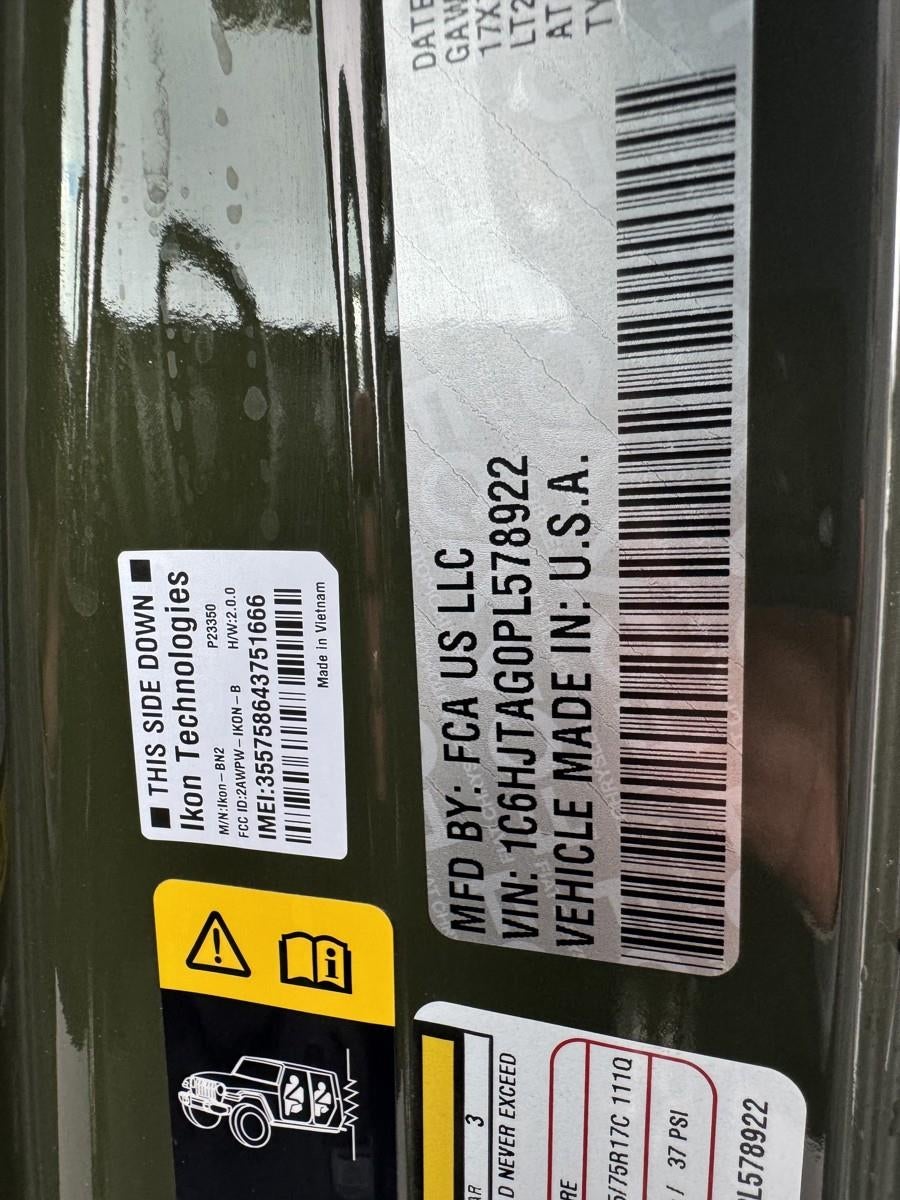 ■ THIS SIDE DOWN ■
Ikon Technologies
M/N:Ikon-BN2 P23350
FCC ID:2AWPW-IKON-B H/W:2.0.0
IMEI:355758643751666
Made in Vietnam
MFD BY: FCA US LLC
VIN: 1C6HJTAG0PL578922
VEHICLE MADE IN: U.S.A.
DATE
GAW
17X
LT2
AT
TY
3
D NEVER EXCEED
RE
5/75R17C 111Q
/ 37 PSI
L578922